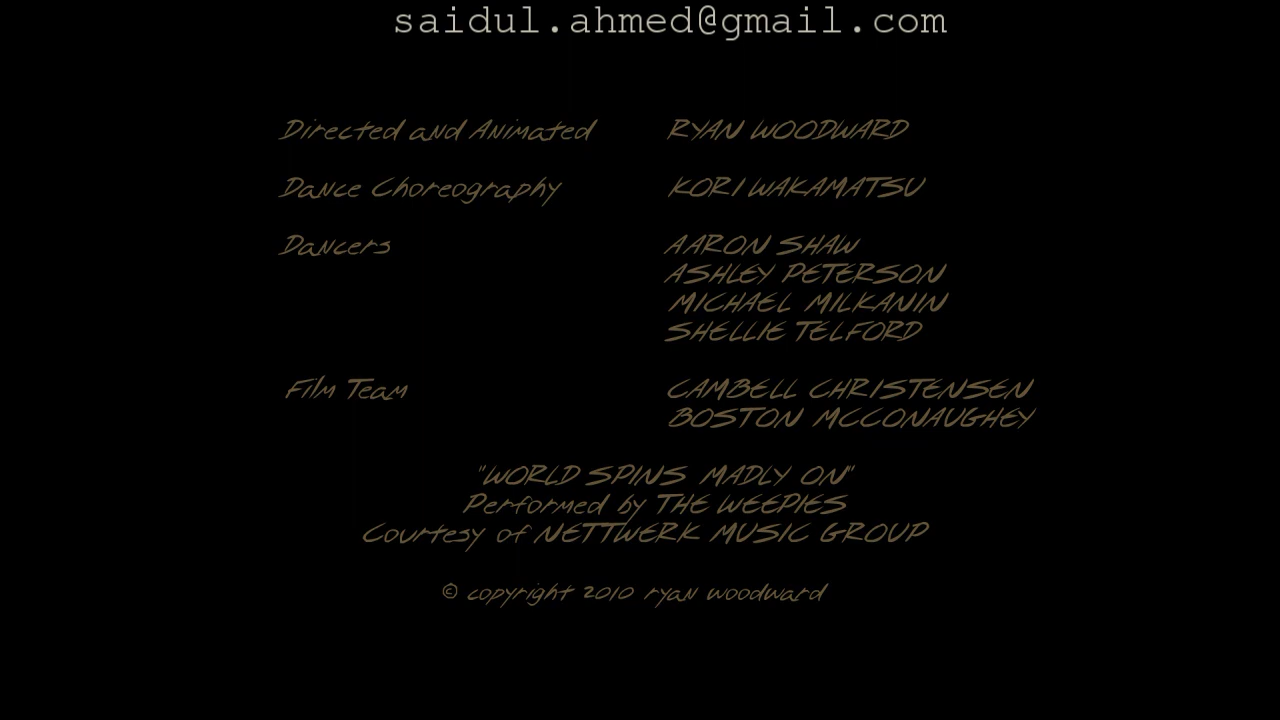 saidul.ahmed@gmail.com
Directed and Animated RYAN WOODWARD
Dance Choreography KORI WAKAMATSU
Dancers AARON SHAW
ASHLEY PETERSON
MICHAEL MILKANIN
SHELLIE TELFORD
Film Team CAMBELL CHRISTENSEN
BOSTON MCCONAUGHEY
"WORLD SPINS MADLY ON"
Performed by THE WEEPIES
Courtesy of NETTWERK MUSIC GROUP
© copyright 2010 ryan woodward